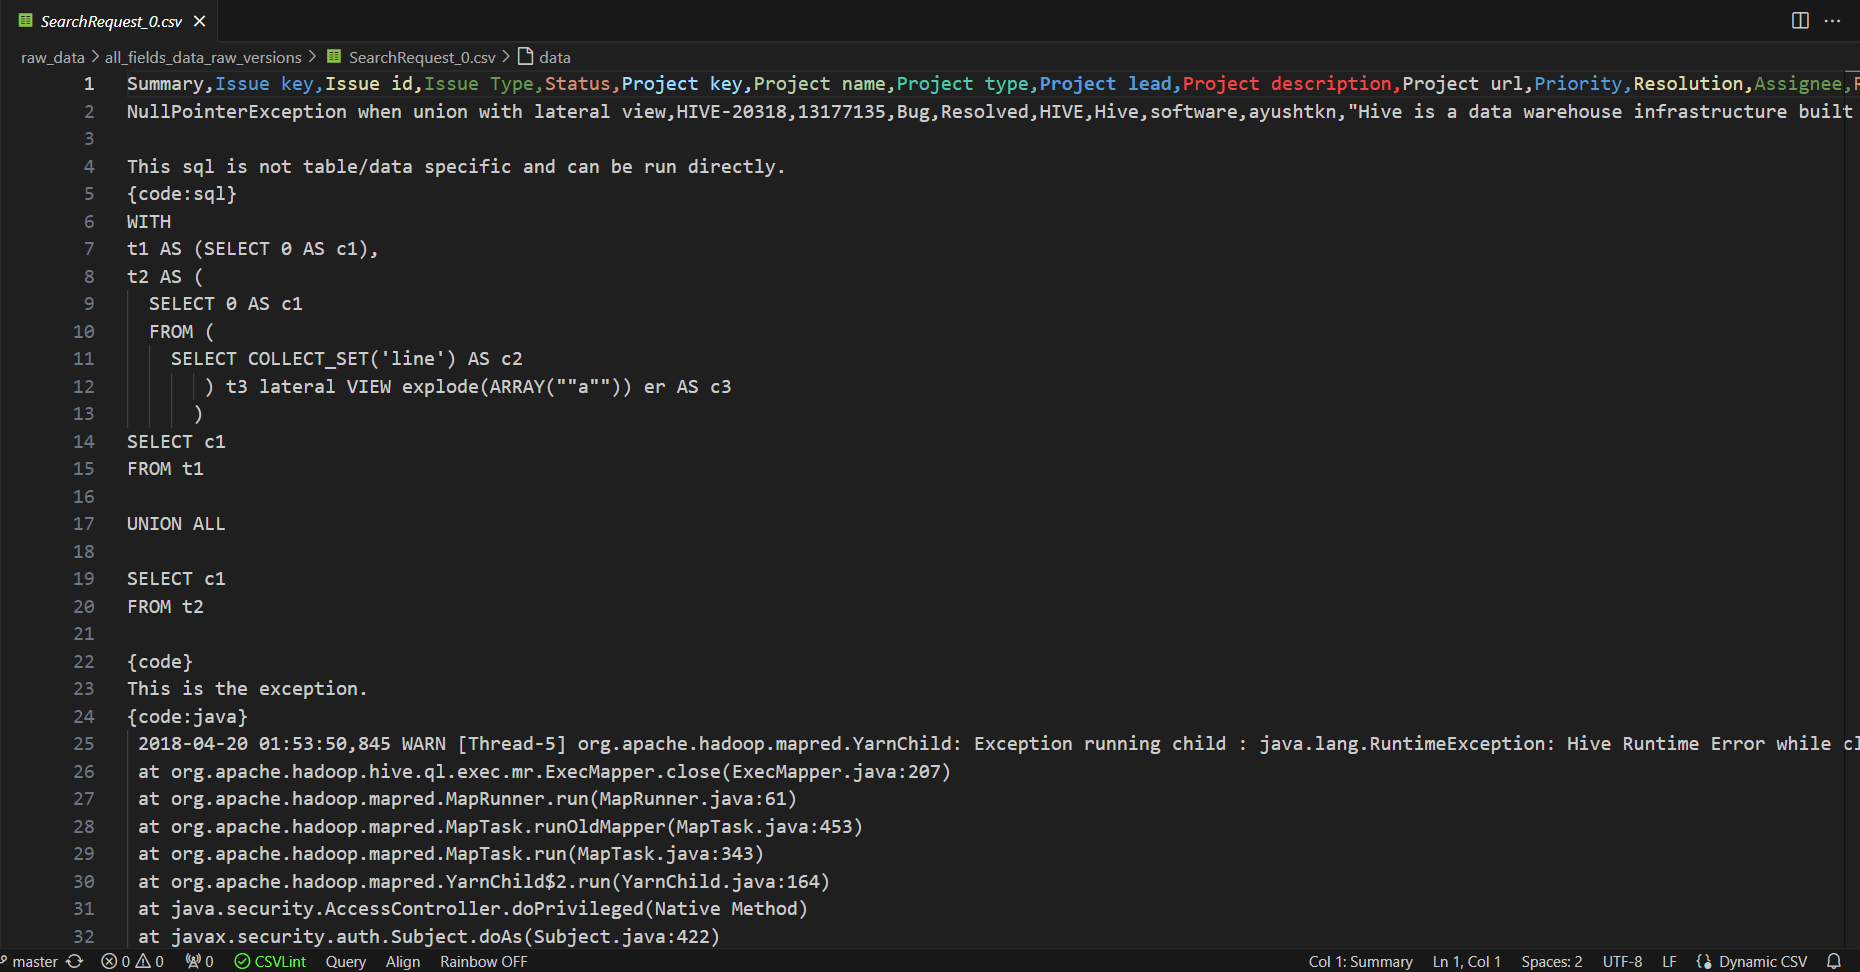 SearchRequest_0.csv
raw_data > all_fields_data_raw_versions > SearchRequest_0.csv > data
1 Summary,Issue key,Issue id,Issue Type,Status,Project key,Project name,Project type,Project lead,Project description,Project url,Priority,Resolution,Assignee,
2 NullPointerException when union with lateral view,HIVE-20318,13177135,Bug,Resolved,HIVE,Hive,software,ayushtkn,"Hive is a data warehouse infrastructure built
3
4 This sql is not table/data specific and can be run directly.
5 {code:sql}
6 WITH
7 t1 AS (SELECT 0 AS c1),
8 t2 AS (
9 SELECT 0 AS c1
10 FROM (
11 SELECT COLLECT_SET('line') AS c2
12 ) t3 lateral VIEW explode(ARRAY(""a"")) er AS c3
13 )
14 SELECT c1
15 FROM t1
16
17 UNION ALL
18
19 SELECT c1
20 FROM t2
21
22 {code}
23 This is the exception.
24 {code:java}
25 2018-04-20 01:53:50,845 WARN [Thread-5] org.apache.hadoop.mapred.YarnChild: Exception running child : java.lang.RuntimeException: Hive Runtime Error while cl
26 at org.apache.hadoop.hive.ql.exec.mr.ExecMapper.close(ExecMapper.java:207)
27 at org.apache.hadoop.mapred.MapRunner.run(MapRunner.java:61)
28 at org.apache.hadoop.mapred.MapTask.runOldMapper(MapTask.java:453)
29 at org.apache.hadoop.mapred.MapTask.run(MapTask.java:343)
30 at org.apache.hadoop.mapred.YarnChild$2.run(YarnChild.java:164)
31 at java.security.AccessController.doPrivileged(Native Method)
32 at javax.security.auth.Subject.doAs(Subject.java:422)
master 0 0 0 CSVLint Query Align Rainbow OFF Col 1: Summary Ln 1, Col 1 Spaces: 2 UTF-8 LF Dynamic CSV